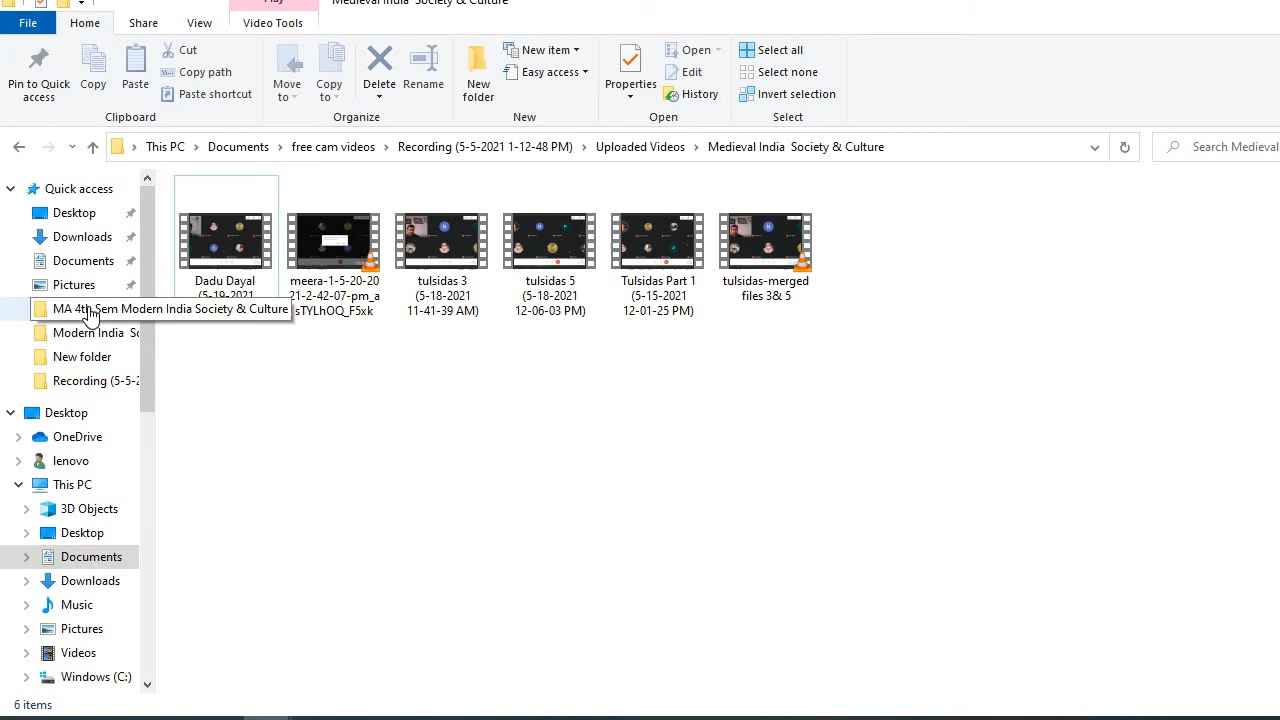 Play
Medieval India Society & Culture
File
Home
Share
View
Video Tools
Pin to Quick
access
Copy
Paste
Cut
Copy path
Paste shortcut
Clipboard
Move
to
Copy
to
Delete
Rename
Organize
New
folder
New item
Easy access
New
Properties
Open
Edit
History
Open
Select all
Select none
Invert selection
Select
This PC
Documents
free cam videos
Recording (5-5-2021 1-12-48 PM)
Uploaded Videos
Medieval India Society & Culture
Search Medieval
Quick access
Desktop
Downloads
Documents
Pictures
MA 4th Sem Modern India Society & Culture
Modern India So
New folder
Recording (5-5-2
Desktop
OneDrive
lenovo
This PC
3D Objects
Desktop
Documents
Downloads
Music
Pictures
Videos
Windows (C:)
Dadu Dayal
(5-19-2021
meera-1-5-20-20
21-2-42-07-pm_a
sTYLhOQ_F5xk
tulsidas 3
(5-18-2021
11-41-39 AM)
tulsidas 5
(5-18-2021
12-06-03 PM)
Tulsidas Part 1
(5-15-2021
12-01-25 PM)
tulsidas-merged
files 3& 5
6 items